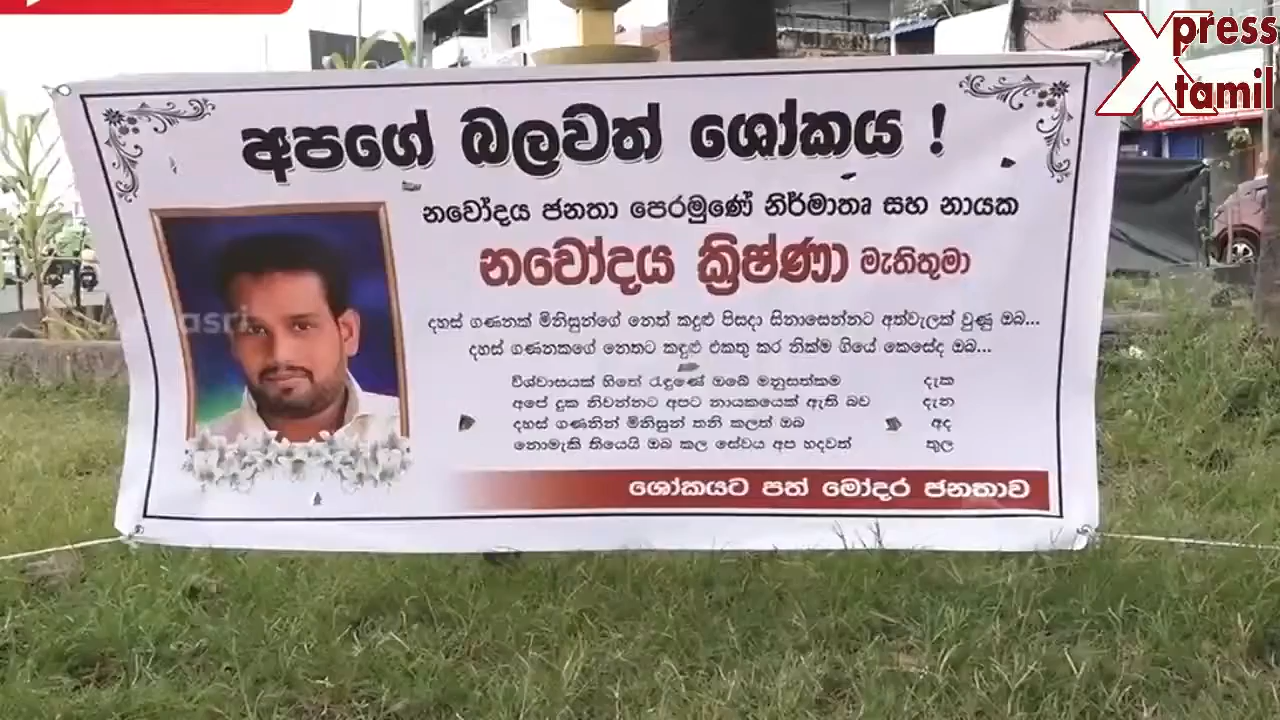 Xpress
tamil
අපගේ බලවත් ශෝකය !
නවෝදය ජනතා පෙරමුණේ නිර්මාතෘ සහ නායක
නවෝදය ක්‍රිෂ්ණා මැතිතුමා
දහස් ගණනක් මිනිසුන්ගේ නෙත් කදුළු පිසදා සිනාසෙන්නට අත්වැලක් වුණු ඔබ...
දහස් ගණනකගේ නෙතට කඳුළු එකතු කර නික්ම ගියේ කෙසේද ඔබ...
විශ්වාසයක් හිතේ රැඳුණේ ඔබේ මනුසත්කම දැක
අපේ දුක නිවන්නට අපට නායකයෙක් ඇති බව දැන
දහස් ගණනින් මිනිසුන් තනි කලත් ඔබ අද
නොමැකි තියෙයි ඔබ කල සේවය අප හදවත් තුල
ශෝකයට පත් මෝදර ජනතාව
asri